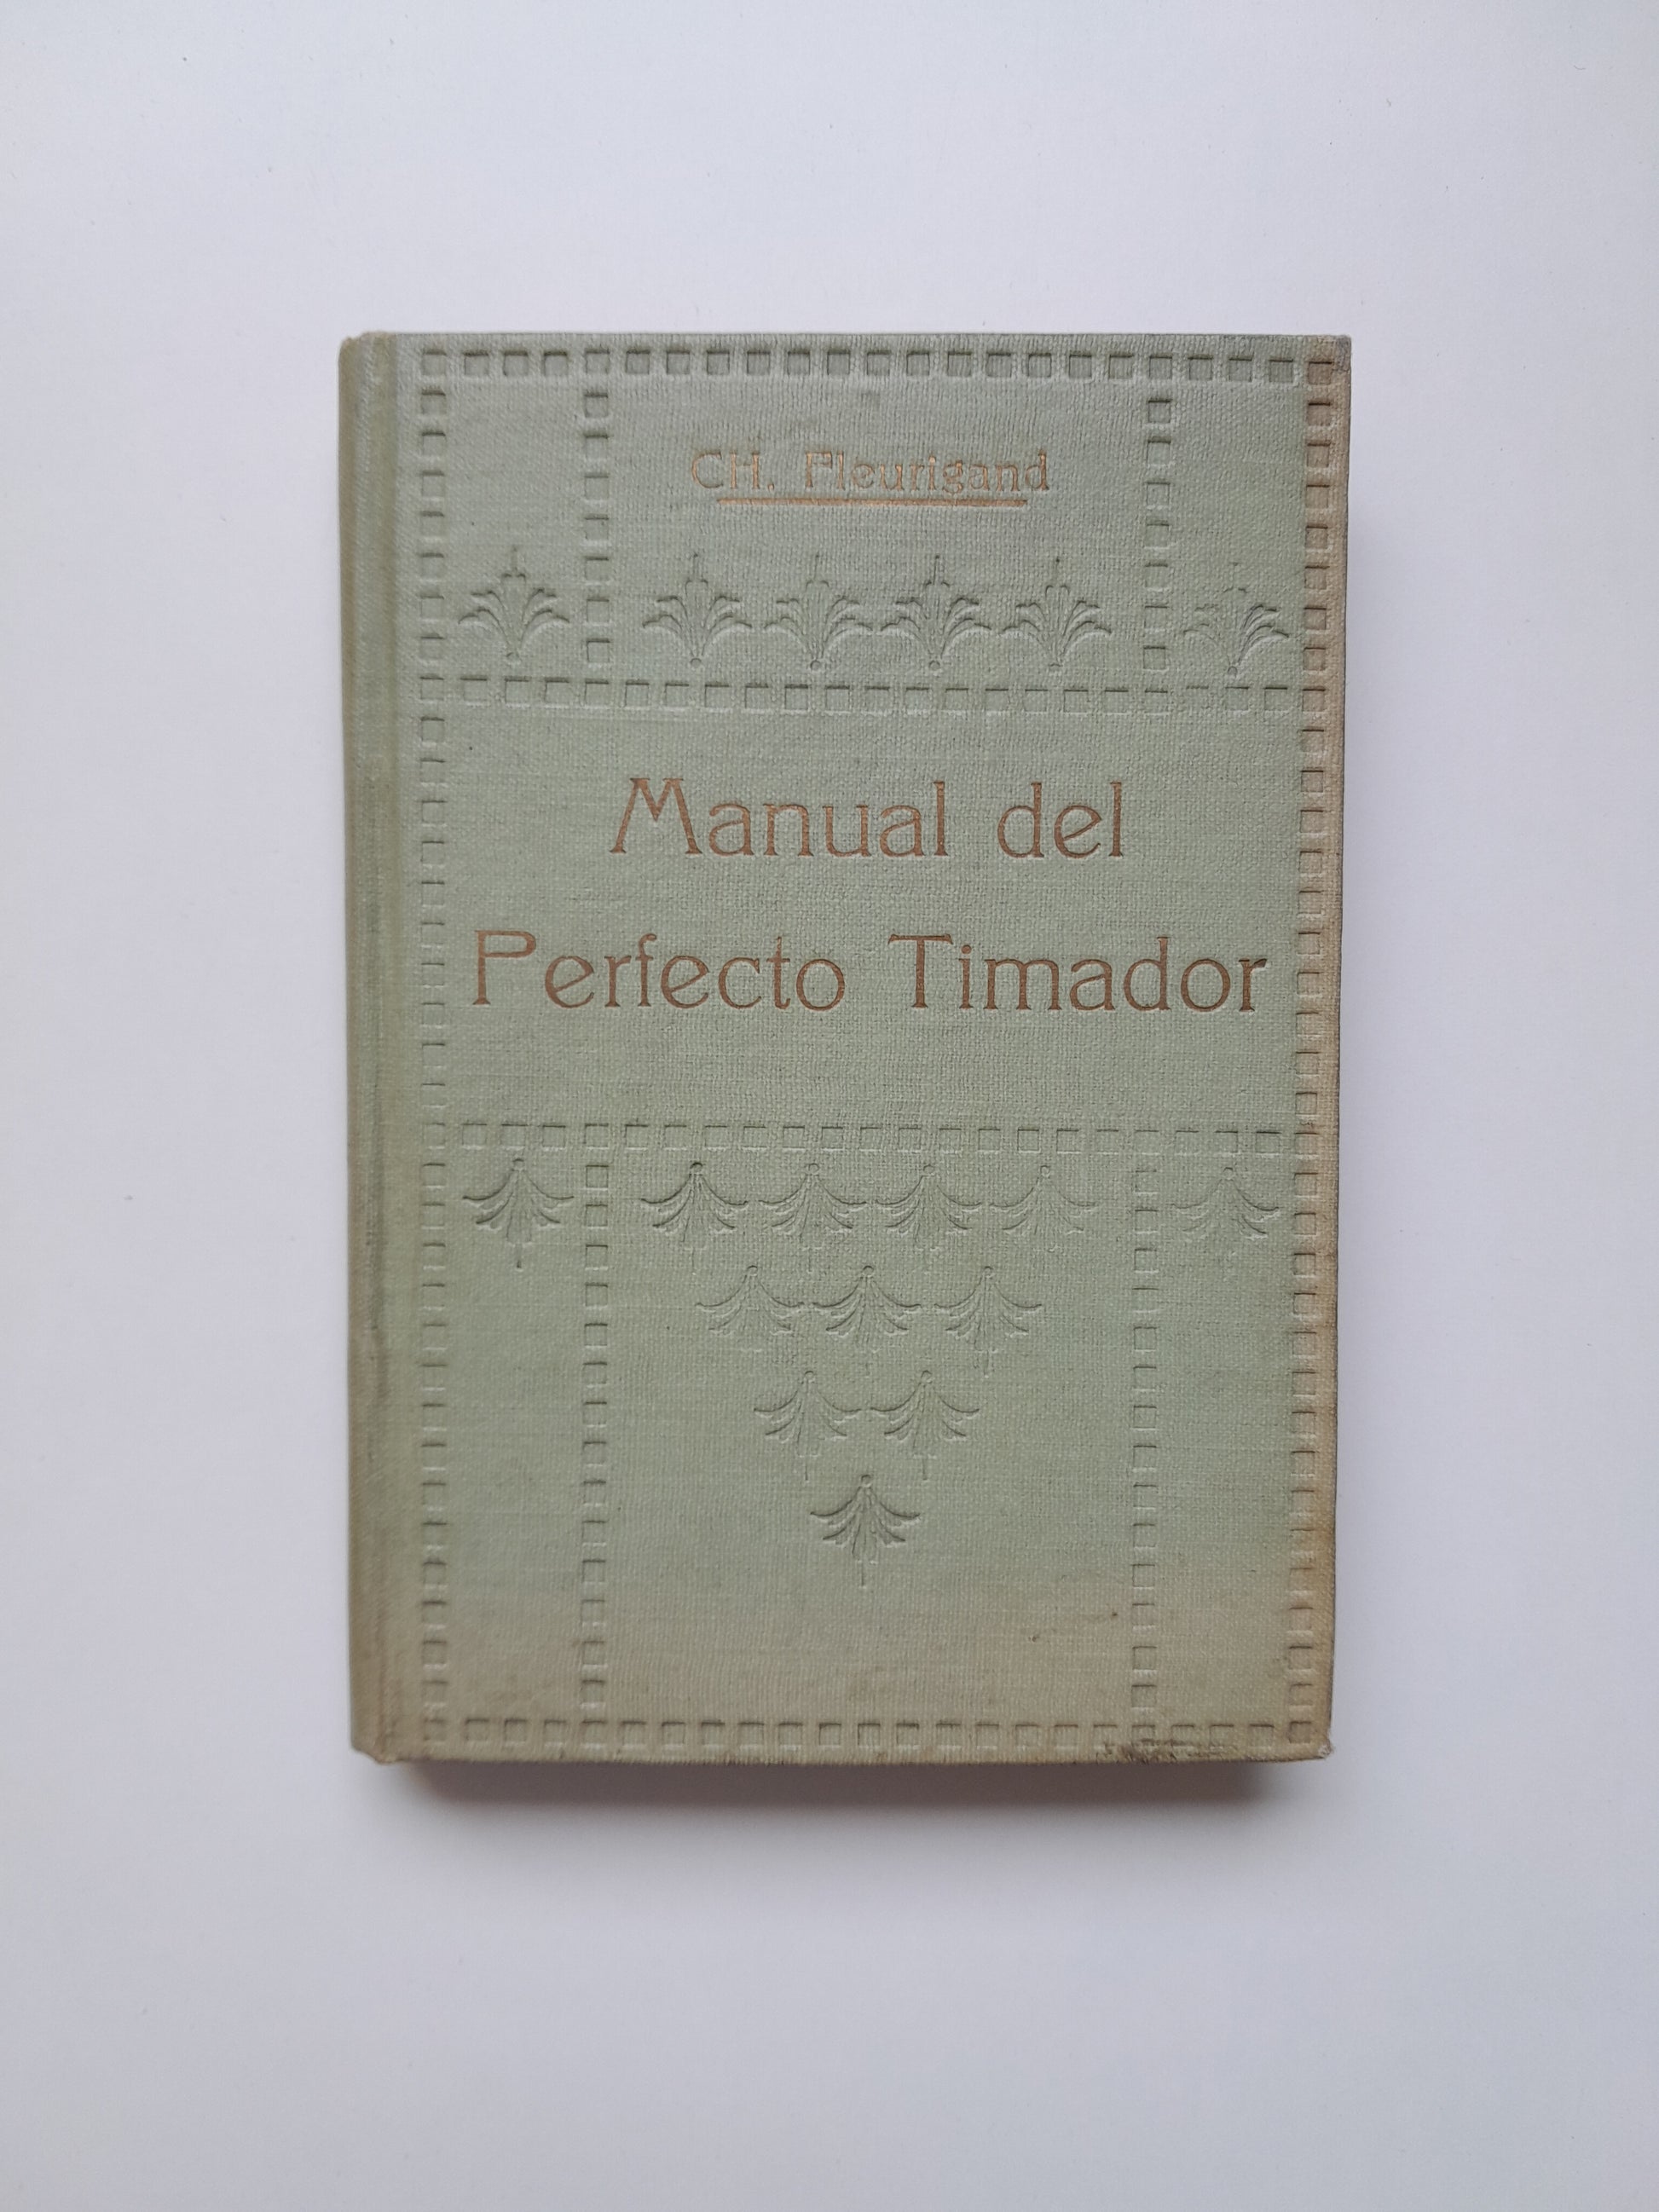 CH. Fleurigand
Manual del
Perfecto Timador